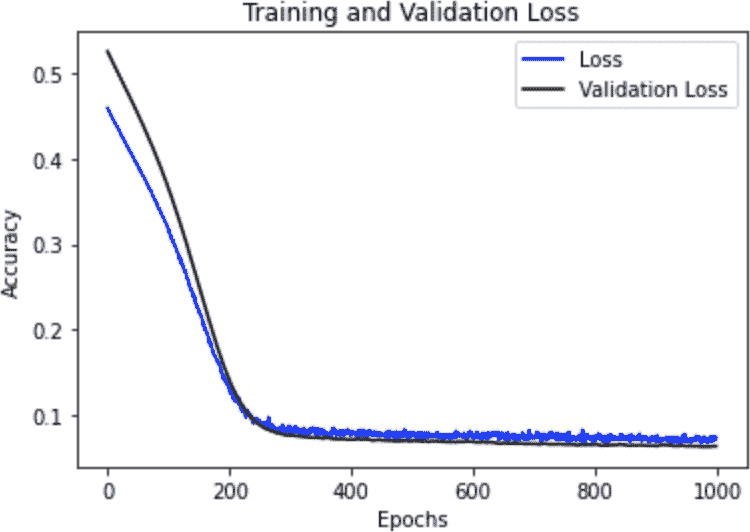 Training and Validation Loss
Loss
Validation Loss
0.5
0.4
0.3
0.2
0.1
Accuracy
0
200
400
600
800
1000
Epochs